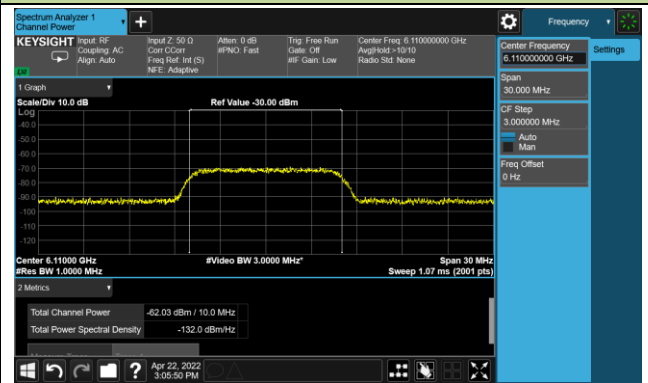 Spectrum Analyzer 1
Channel Power
Frequency
KEYSIGHT
Input: RF
Coupling: AC
Align: Auto
Input Z: 50 Ω
Corr CCorr
Freq Ref: Int (S)
NFE: Adaptive
Atten: 0 dB
#PNO: Fast
Trig: Free Run
Gate: Off
#IF Gain: Low
Center Freq: 6.110000000 GHz
Avg|Hold:>10/10
Radio Std: None
Center Frequency
6.110000000 GHz
Settings
Span
30.000 MHz
CF Step
3.000000 MHz
Auto
Man
Freq Offset
0 Hz
1 Graph
Scale/Div 10.0 dB
Ref Value -30.00 dBm
Log
-40.0
-50.0
-60.0
-70.0
-80.0
-90.0
-100
-110
-120
Center 6.11000 GHz
#Video BW 3.0000 MHz*
Span 30 MHz
#Res BW 1.0000 MHz
Sweep 1.07 ms (2001 pts)
2 Metrics
Total Channel Power
-62.03 dBm / 10.0 MHz
Total Power Spectral Density
-132.0 dBm/Hz
Apr 22, 2022
3:05:50 PM